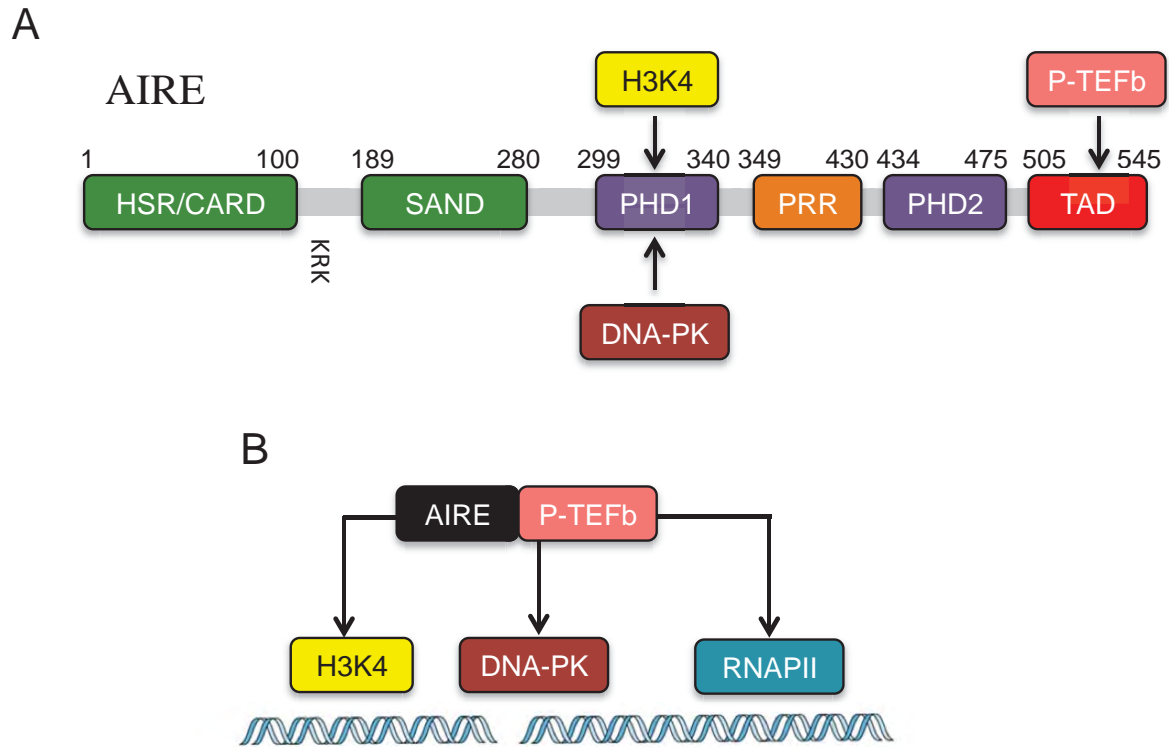 A
AIRE
H3K4
P-TEFb
1 100 189 280 299 340 349 430 434 475 505 545
HSR/CARD SAND PHD1 PRR PHD2 TAD
KRK
DNA-PK
B
AIRE P-TEFb
H3K4 DNA-PK RNAPII